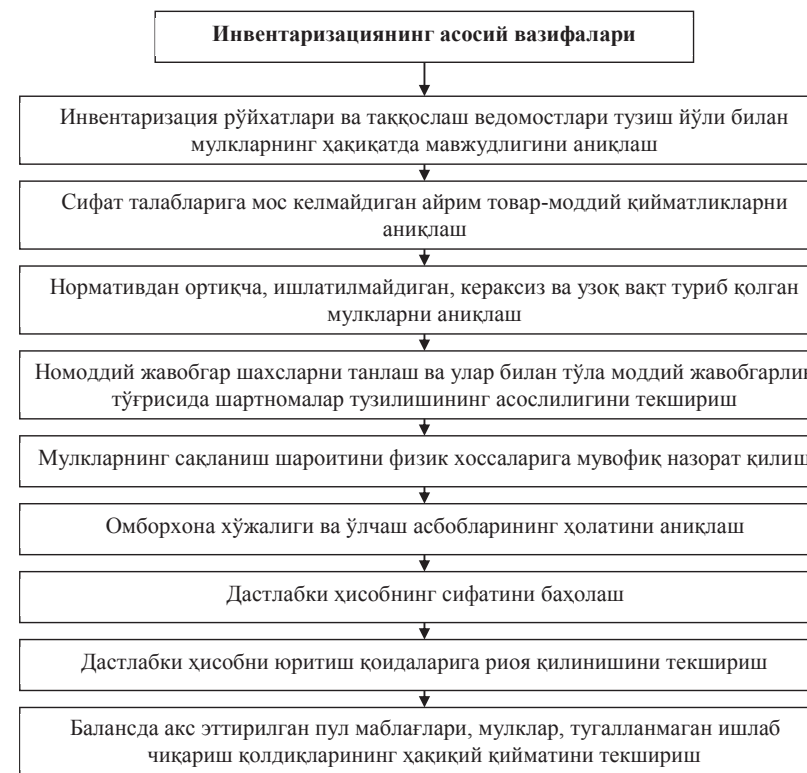 Инвентаризациянинг асосий вазифалари
Инвентаризация рўйхатлари ва таққослаш ведомостлари тузиш йўли билан
мулкларнинг ҳақиқатда мавжудлигини аниқлаш
Сифат талабларига мос келмайдиган айрим товар-моддий қийматликларни
аниқлаш
Нормативдан ортиқча, ишлатилмайдиган, кераксиз ва узоқ вақт туриб қолган
мулкларни аниқлаш
Номоддий жавобгар шахсларни танлаш ва улар билан тўла моддий жавобгарлик
тўғрисида шартномалар тузилишининг асослилигини текшириш
Мулкларнинг сақланиш шароитини физик хоссаларига мувофиқ назорат қилиш
Омборхона хўжалиги ва ўлчаш асбобларининг ҳолатини аниқлаш
Дастлабки ҳисобнинг сифатини баҳолаш
Дастлабки ҳисобни юритиш қоидаларига риоя қилинишини текшириш
Балансда акс эттирилган пул маблағлари, мулклар, тугалланмаган ишлаб
чиқариш қолдиқларининг ҳақиқий қийматини текшириш